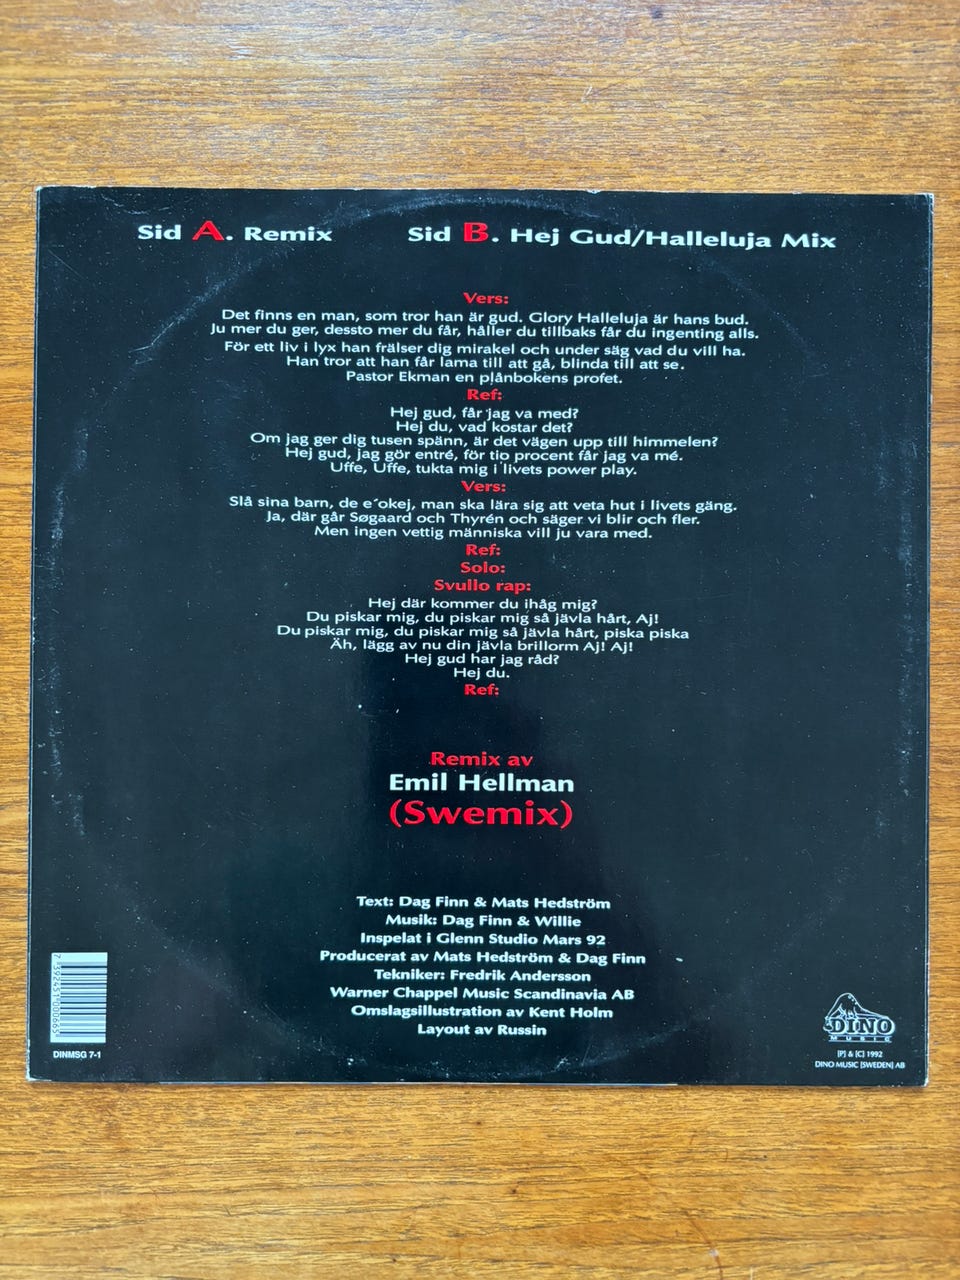 Sid A. Remix
Sid B. Hej Gud/Halleluja Mix
Vers:
Det finns en man, som tror han är gud. Glory Halleluja är hans bud.
Ju mer du ger, dessto mer du får, håller du tillbaks får du ingenting alls.
För ett liv i lyx han frälser dig mirakel och under säg vad du vill ha.
Han tror att han får lama till att gå, blinda till att se.
Pastor Ekman en plånbokens profet.
Ref:
Hej gud, får jag va med?
Hej du, vad kostar det?
Om jag ger dig tusen spänn, är det vägen upp till himmelen?
Hej gud, jag gör entré, för tio procent får jag va mé.
Uffe, Uffe, tukta mig i livets power play.
Vers:
Slå sina barn, de e´okej, man ska lära sig att veta hut i livets gäng.
Ja, där går Søgaard och Thyrén och säger vi blir och fler.
Men ingen vettig människa vill ju vara med.
Ref:
Solo:
Svullo rap:
Hej där kommer du ihåg mig?
Du piskar mig, du piskar mig så jävla hårt, Aj!
Du piskar mig, du piskar mig så jävla hårt, piska piska
Äh, lägg av nu din jävla brillorm Aj! Aj!
Hej gud har jag råd?
Hej du.
Ref:
Remix av
Emil Hellman
(Swemix)
Text: Dag Finn & Mats Hedström
Musik: Dag Finn & Willie
Inspelat i Glenn Studio Mars 92
Producerat av Mats Hedström & Dag Finn
Tekniker: Fredrik Andersson
Warner Chappel Music Scandinavia AB
Omslagsillustration av Kent Holm
Layout av Russin
7 392451 000665
DINMSG 7-1
DINO
MUSIC
[P] & [C] 1992
DINO MUSIC [SWEDEN] AB